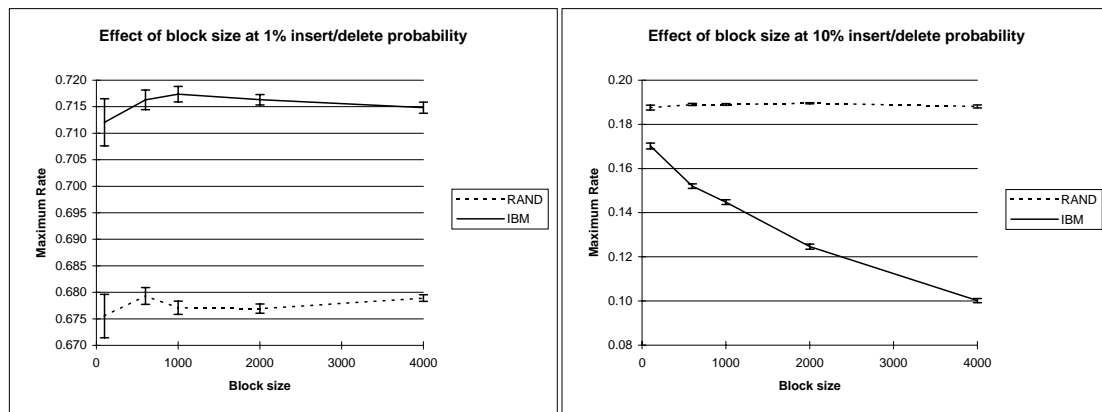 Effect of block size at 1% insert/delete probability
0.720
0.715
0.710
0.705
0.700
0.695
0.690
0.685
0.680
0.675
0.670
Maximum Rate
0
1000
2000
3000
4000
Block size
RAND
IBM
Effect of block size at 10% insert/delete probability
0.20
0.18
0.16
0.14
0.12
0.10
0.08
Maximum Rate
0
1000
2000
3000
4000
Block size
RAND
IBM